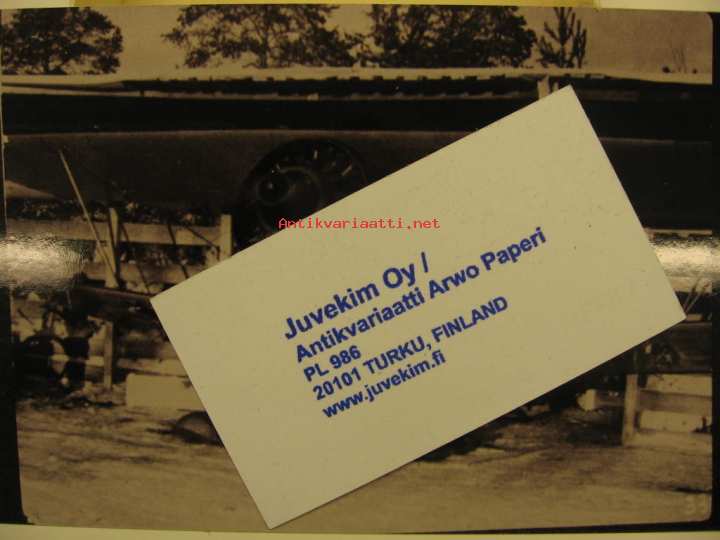 Antikvariaatti.net
Juvekim Oy /
Antikvariaatti Arwo Paperi
PL 986
20101 TURKU, FINLAND
www.juvekim.fi